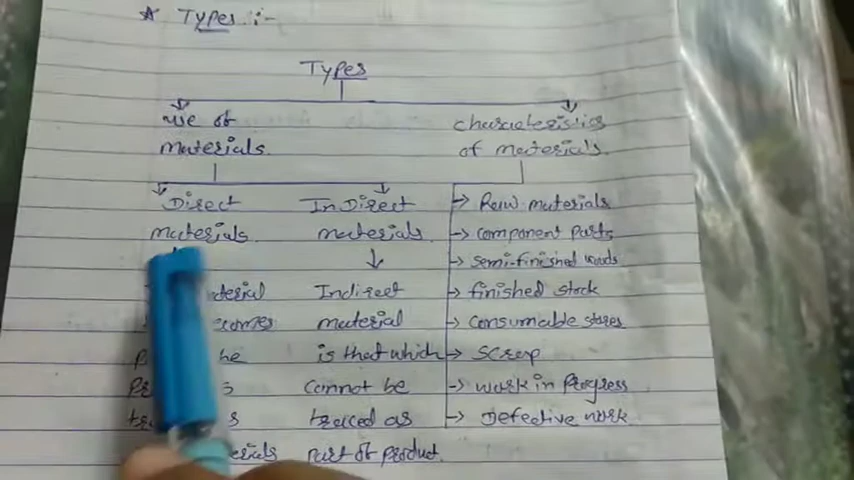 * Types :-
Types
use of
materials
characteristics
of materials
Direct
materials
InDirect
materials
Indirect
material
is that which
cannot be
traced as
part of product.
→ Raw materials
→ component parts
→ semi-finished
→ finished stock
→ consumable stores
→ scrap
→ work in progress
→ Defective work